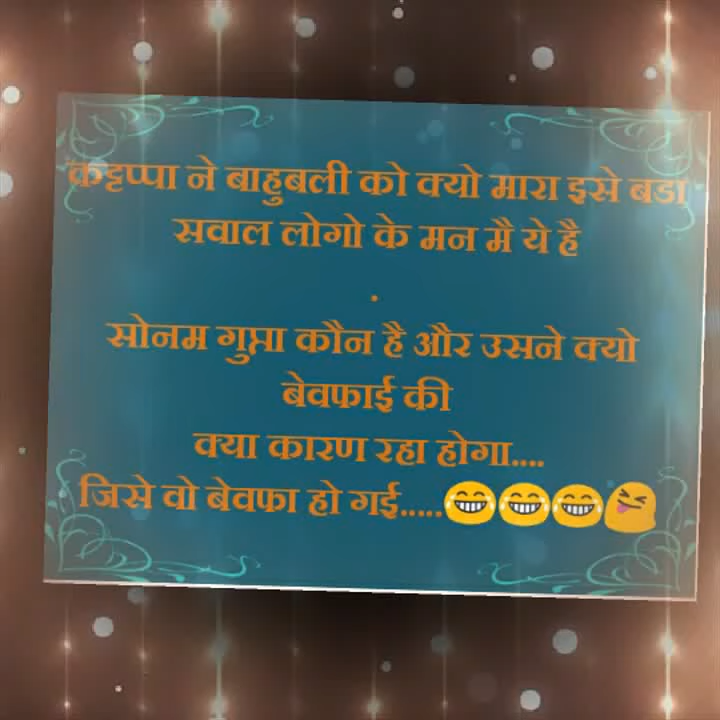 कट्टप्पा ने बाहुबली को क्यो मारा इसे बडा
सवाल लोगो के मन मै ये है
.
सोनम गुप्ता कौन है और उसने क्यो
बेवफाई की
क्या कारण रहा होगा....
जिसे वो बेवफा हो गई.....😂😂😂😝